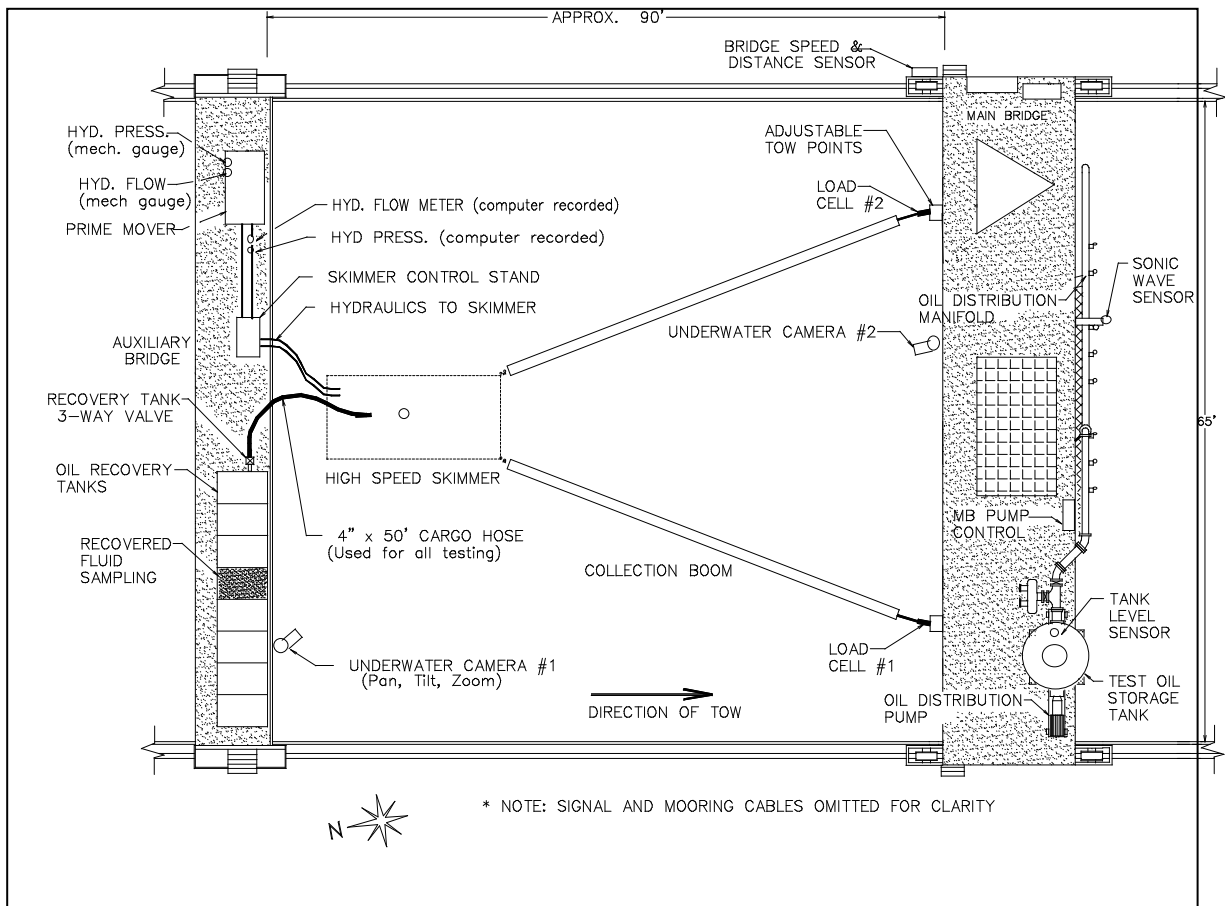 APPROX. 90'
BRIDGE SPEED &
DISTANCE SENSOR
MAIN BRIDGE
HYD. PRESS.
(mech. gauge)
HYD. FLOW
(mech gauge)
PRIME MOVER
HYD. FLOW METER (computer recorded)
HYD PRESS. (computer recorded)
SKIMMER CONTROL STAND
HYDRAULICS TO SKIMMER
ADJUSTABLE
TOW POINTS
LOAD
CELL #2
SONIC
WAVE
SENSOR
OIL DISTRIBUTION
MANIFOLD
UNDERWATER CAMERA #2
AUXILIARY
BRIDGE
RECOVERY TANK
3-WAY VALVE
65'
OIL RECOVERY
TANKS
HIGH SPEED SKIMMER
MB PUMP
CONTROL
4" x 50' CARGO HOSE
(Used for all testing)
RECOVERED
FLUID
SAMPLING
COLLECTION BOOM
TANK
LEVEL
SENSOR
LOAD
CELL #1
UNDERWATER CAMERA #1
(Pan, Tilt, Zoom)
TEST OIL
STORAGE
TANK
OIL DISTRIBUTION
PUMP
DIRECTION OF TOW
* NOTE: SIGNAL AND MOORING CABLES OMITTED FOR CLARITY
N